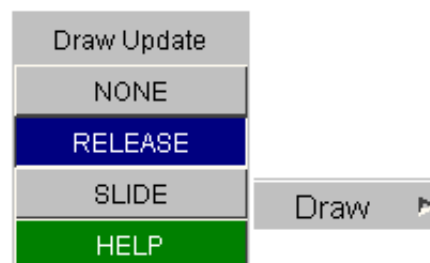 Draw Update
NONE
RELEASE
SLIDE
Draw
HELP